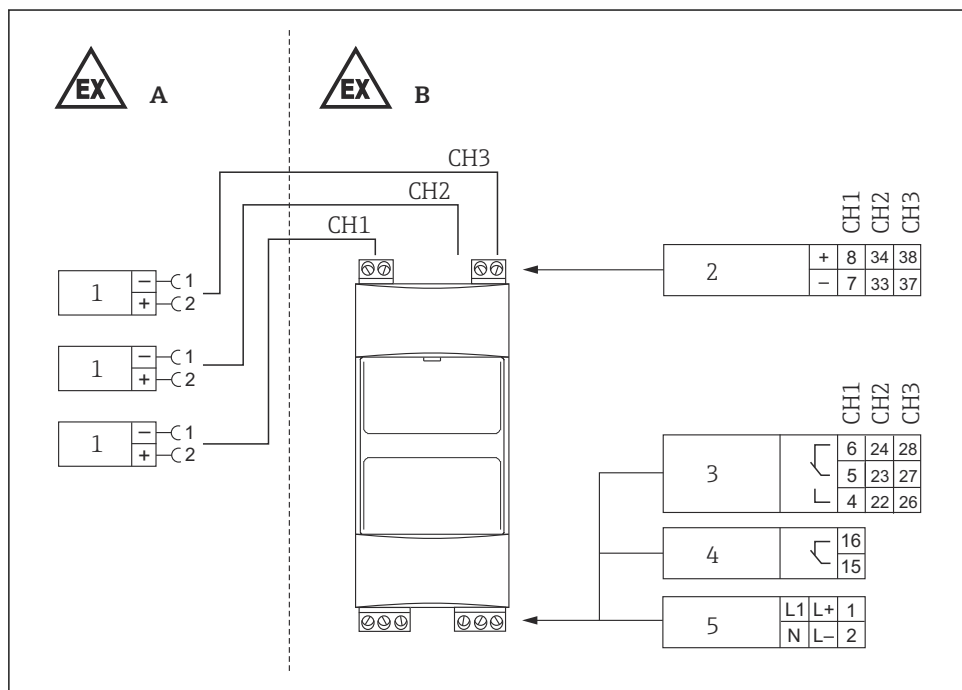 EX A
EX B
CH3
CH2
CH1
1 – 1
+ 2
1 – 1
+ 2
1 – 1
+ 2
CH1 CH2 CH3
2 + 8 34 38
– 7 33 37
CH1 CH2 CH3
3 6 24 28
5 23 27
4 22 26
4 16
15
5 L1 L+ 1
N L– 2